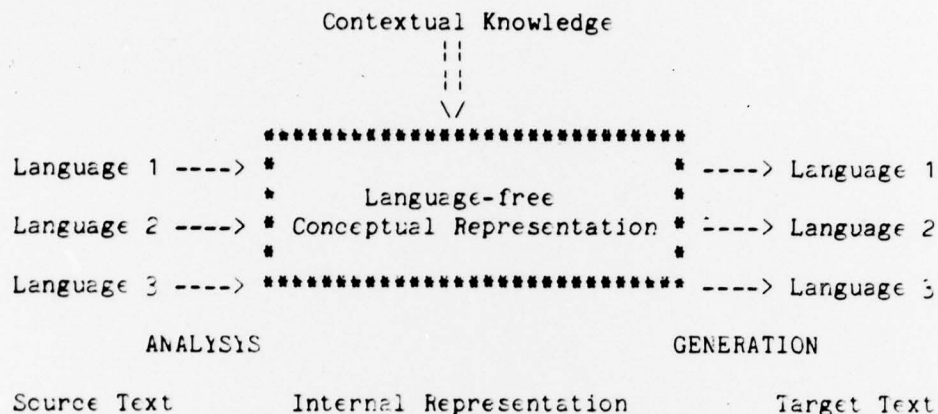 Contextual Knowledge
¦ ¦
¦ ¦
\/
*****************************
Language 1 ----> * * ----> Language 1
* Language-free *
Language 2 ----> * Conceptual Representation * ----> Language 2
* *
Language 3 ----> ***************************** ----> Language 3
ANALYSIS GENERATION
Source Text Internal Representation Target Text